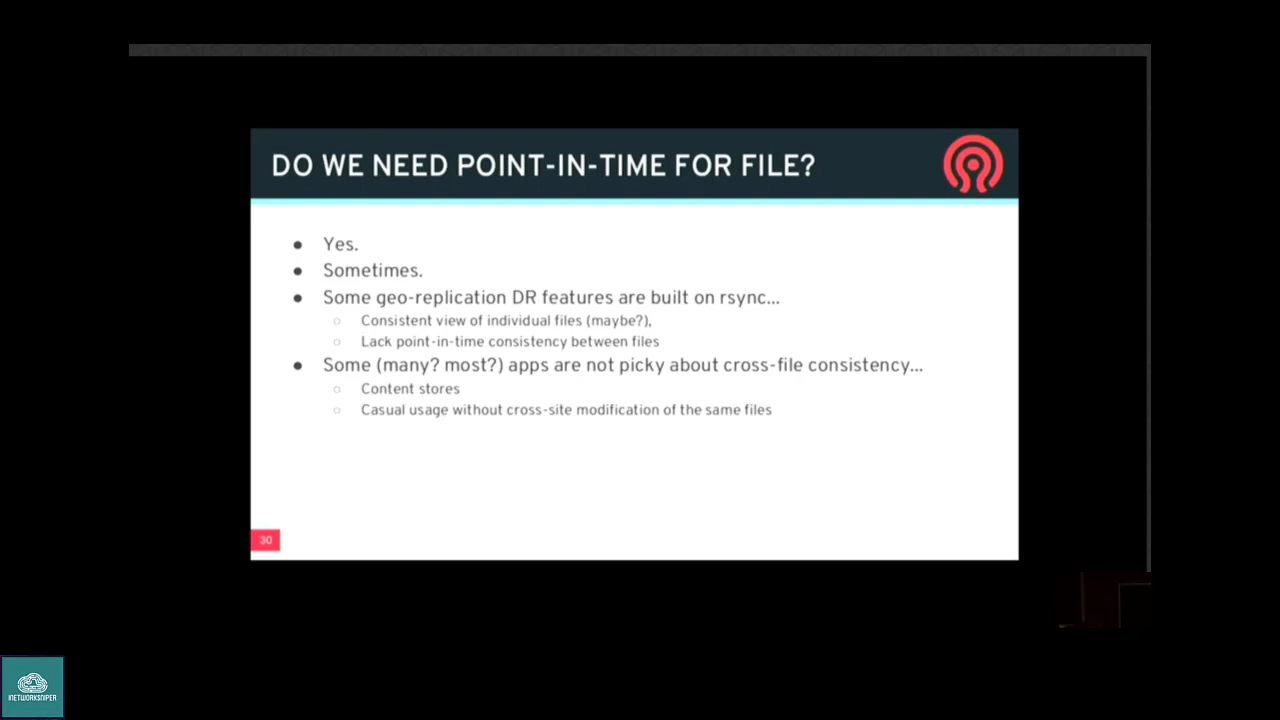 DO WE NEED POINT-IN-TIME FOR FILE?
● Yes.
● Sometimes.
● Some geo-replication DR features are built on rsync...
○ Consistent view of individual files (maybe?),
○ Lack point-in-time consistency between files
● Some (many? most?) apps are not picky about cross-file consistency...
○ Content stores
○ Casual usage without cross-site modification of the same files
30
INETWORKSNIPER